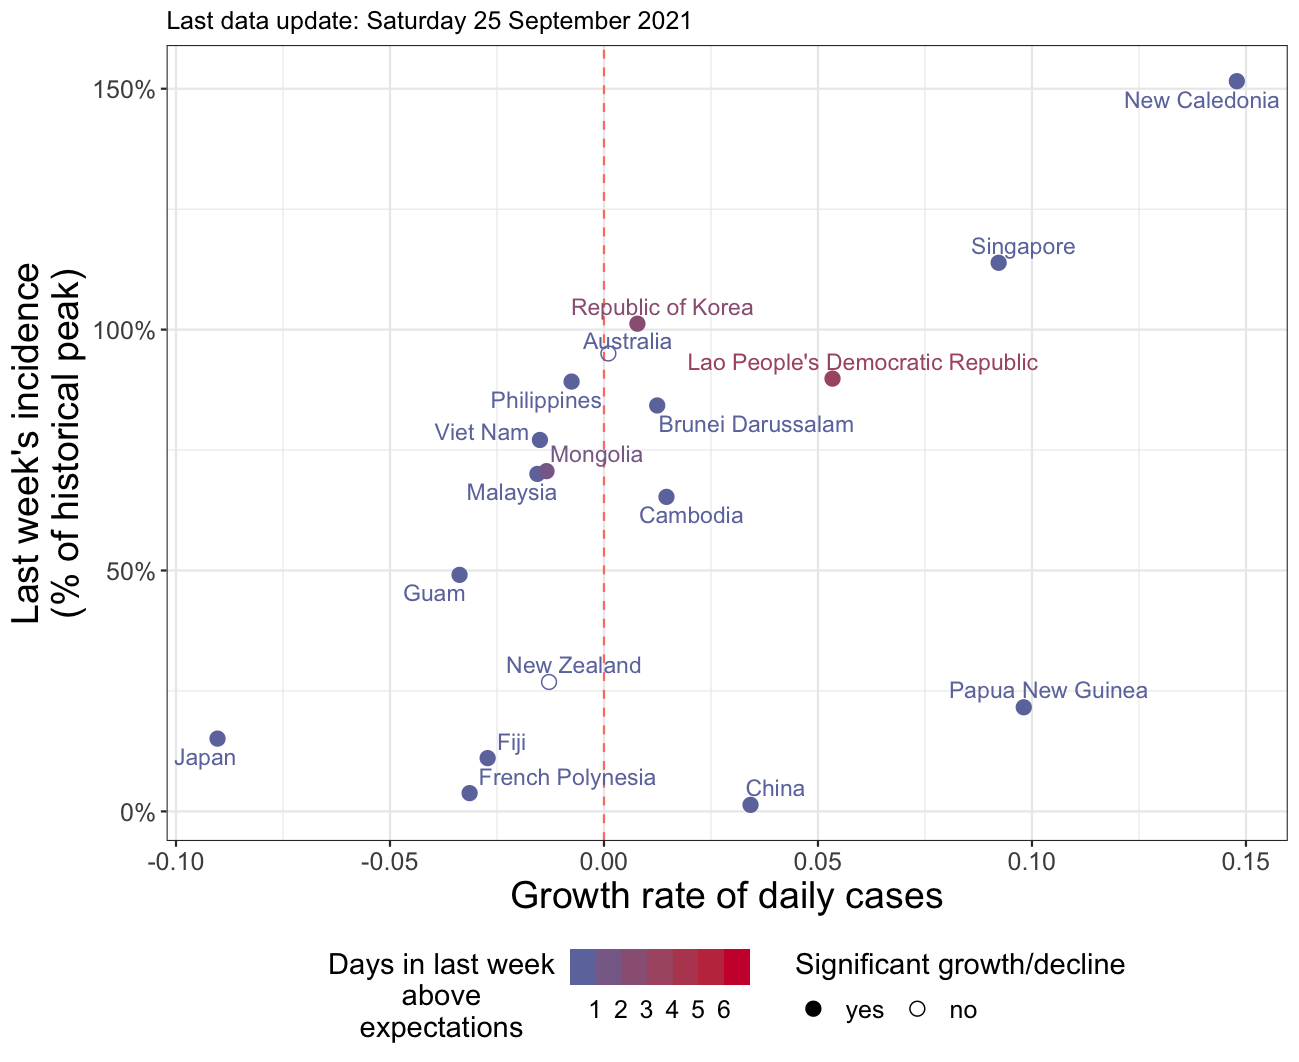 Last data update: Saturday 25 September 2021
150%
New Caledonia
Singapore
Republic of Korea
100%
Australia
Lao People's Democratic Republic
Philippines
Brunei Darussalam
Viet Nam
Mongolia
Malaysia
Cambodia
50%
Guam
New Zealand
Papua New Guinea
Japan
Fiji
French Polynesia
China
0%
Last week's incidence
(% of historical peak)
-0.10 -0.05 0.00 0.05 0.10 0.15
Growth rate of daily cases
Days in last week
above
expectations
1 2 3 4 5 6
Significant growth/decline
yes no